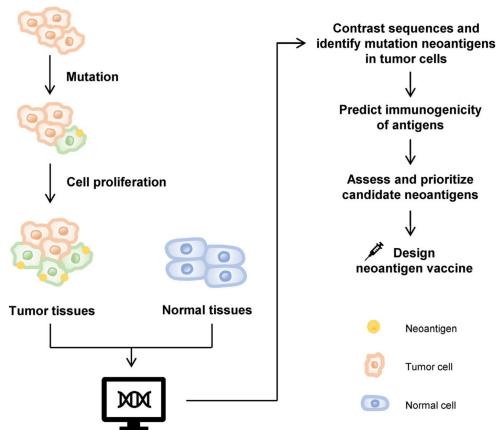 Mutation
Cell proliferation
Tumor tissues
Normal tissues
Contrast sequences and
identify mutation neoantigens
in tumor cells
Predict immunogenicity
of antigens
Assess and prioritize
candidate neoantigens
Design
neoantigen vaccine
Neoantigen
Tumor cell
Normal cell